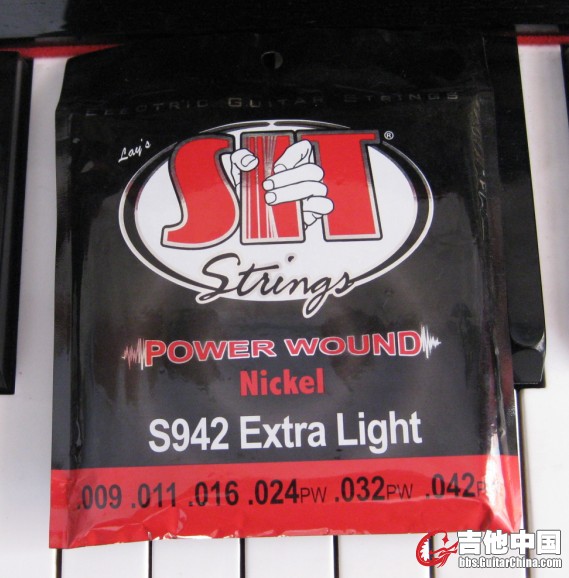 ELECTRIC GUITAR STRINGS
Lay's
SIT®
Strings
POWER WOUND
Nickel
S942 Extra Light
.009 .011 .016 .024PW .032PW .042P
吉他中国
bbs.GuitarChina.com